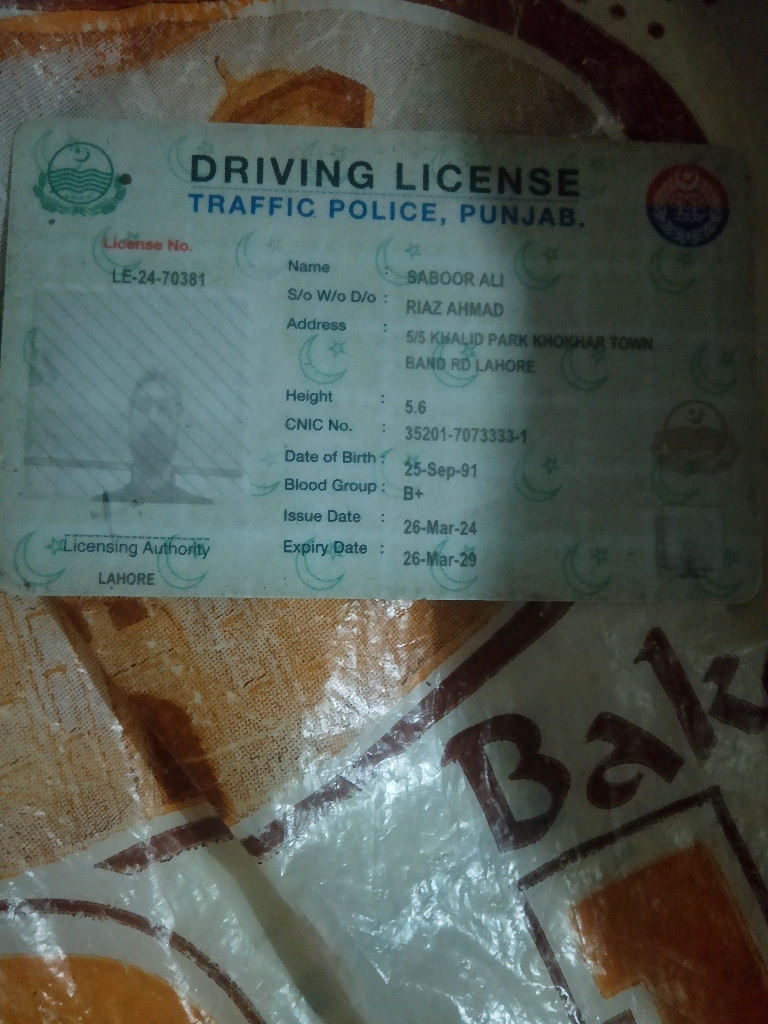 DRIVING LICENSE
TRAFFIC POLICE, PUNJAB.
License No.
LE-24-70381
Name : SABOOR ALI
S/o W/o D/o : RIAZ AHMAD
Address : 5/5 KHALID PARK KHOKHAR TOWN
BAND RD LAHORE
Height : 5.6
CNIC No. : 35201-7073333-1
Date of Birth : 25-Sep-91
Blood Group : B+
Issue Date : 26-Mar-24
Expiry Date : 26-Mar-29
Licensing Authority
LAHORE
Bak